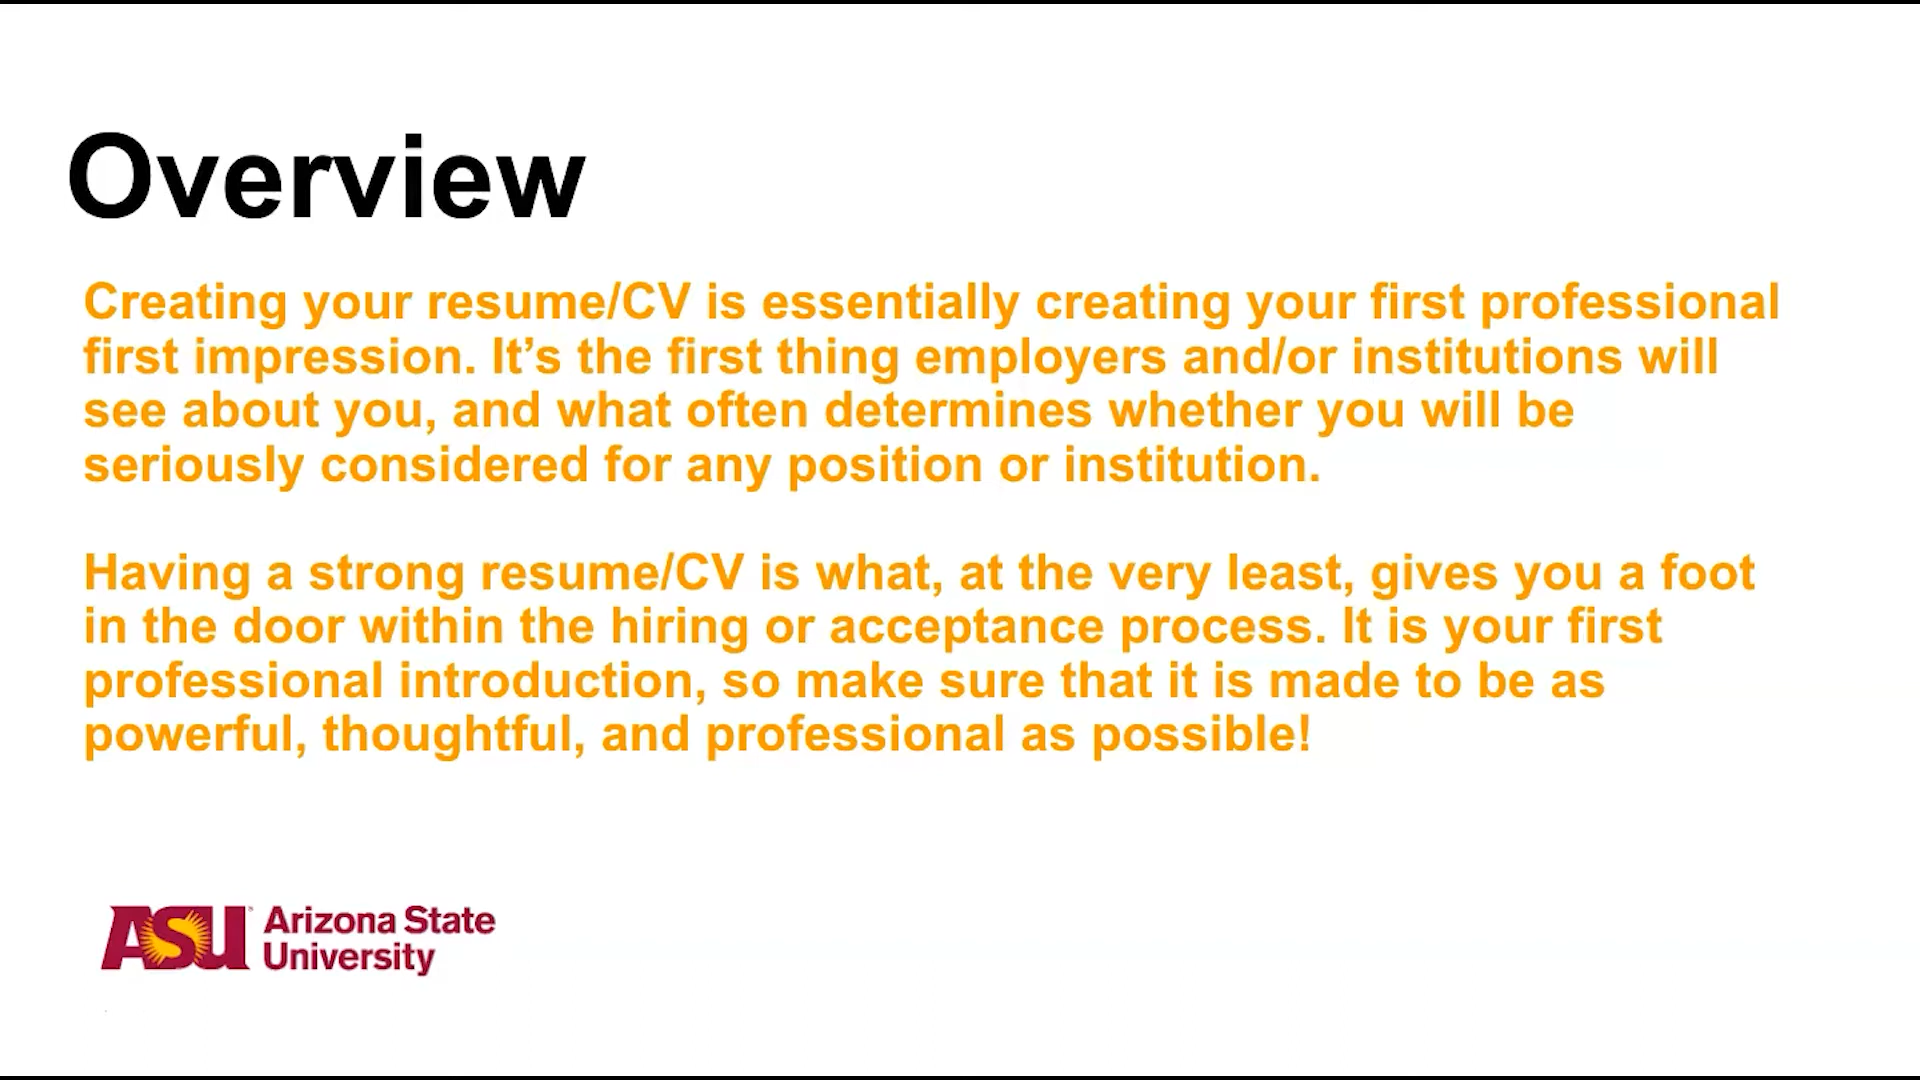 Overview
Creating your resume/CV is essentially creating your first professional
first impression. It’s the first thing employers and/or institutions will
see about you, and what often determines whether you will be
seriously considered for any position or institution.
Having a strong resume/CV is what, at the very least, gives you a foot
in the door within the hiring or acceptance process. It is your first
professional introduction, so make sure that it is made to be as
powerful, thoughtful, and professional as possible!
ASU Arizona State
University